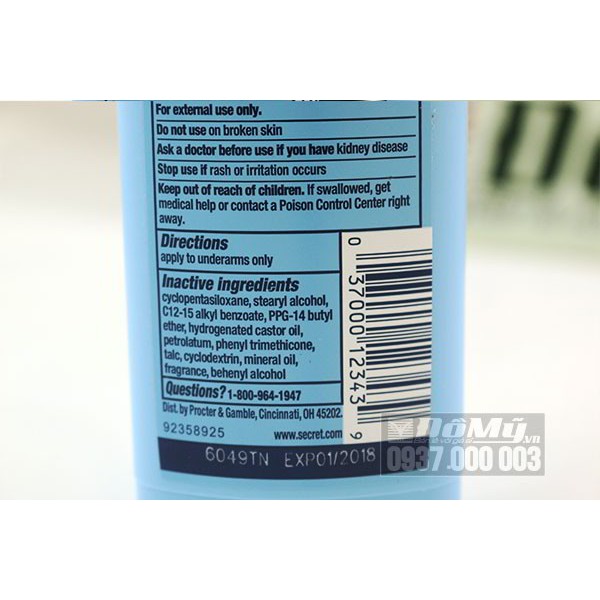 For external use only.
Do not use on broken skin
Ask a doctor before use if you have kidney disease
Stop use if rash or irritation occurs
Keep out of reach of children. If swallowed, get
medical help or contact a Poison Control Center right
away.
Directions
apply to underarms only
Inactive ingredients
cyclopentasiloxane, stearyl alcohol,
C12-15 alkyl benzoate, PPG-14 butyl
ether, hydrogenated castor oil,
petrolatum, phenyl trimethicone,
talc, cyclodextrin, mineral oil,
fragrance, behenyl alcohol
Questions? 1-800-964-1947
Dist. by Procter & Gamble, Cincinnati, OH 45202.
92358925 www.secret.com
6049TN EXP01/2018
0 37000 12343 9
ĐồMỹ.vn
0937.000 003